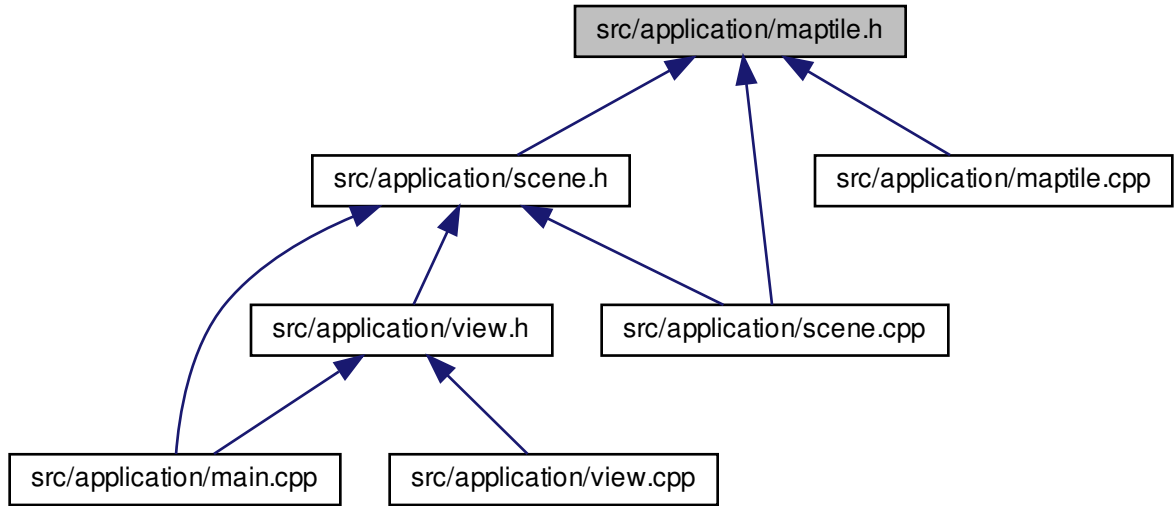 src/application/maptile.h
src/application/scene.h
src/application/maptile.cpp
src/application/view.h
src/application/scene.cpp
src/application/main.cpp
src/application/view.cpp